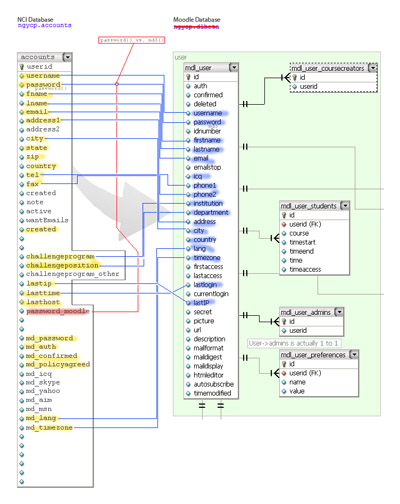 NCI Database
ngycp.accounts
Moodle Database
ngycp.dibeta
password() vs. md5()
accounts
userid
username
password
fname
lname
email
address1
address2
city
state
zip
country
tel
fax
created
note
active
wantEmails
created
challengeprogram
challengeposition
challengeprogram_other
lastip
lasttime
lasthost
password_moodle
md_password
md_auth
md_confirmed
md_policyagreed
md_icq
md_skype
md_yahoo
md_aim
md_msn
md_lang
md_timezone
user
mdl_user
id
auth
confirmed
deleted
username
password
idnumber
firstname
lastname
email
emailstop
icq
phone1
phone2
institution
department
address
city
country
lang
timezone
firstaccess
lastaccess
lastlogin
currentlogin
lastIP
secret
picture
url
description
mailformat
maildigest
maildisplay
htmleditor
autosubscribe
timemodified
mdl_user_coursecreators
id
userid
mdl_user_students
id
userid (FK)
course
timestart
timeend
time
timeaccess
mdl_user_admins
id
userid
User->admins is actually 1 to 1
mdl_user_preferences
id
userid (FK)
name
value